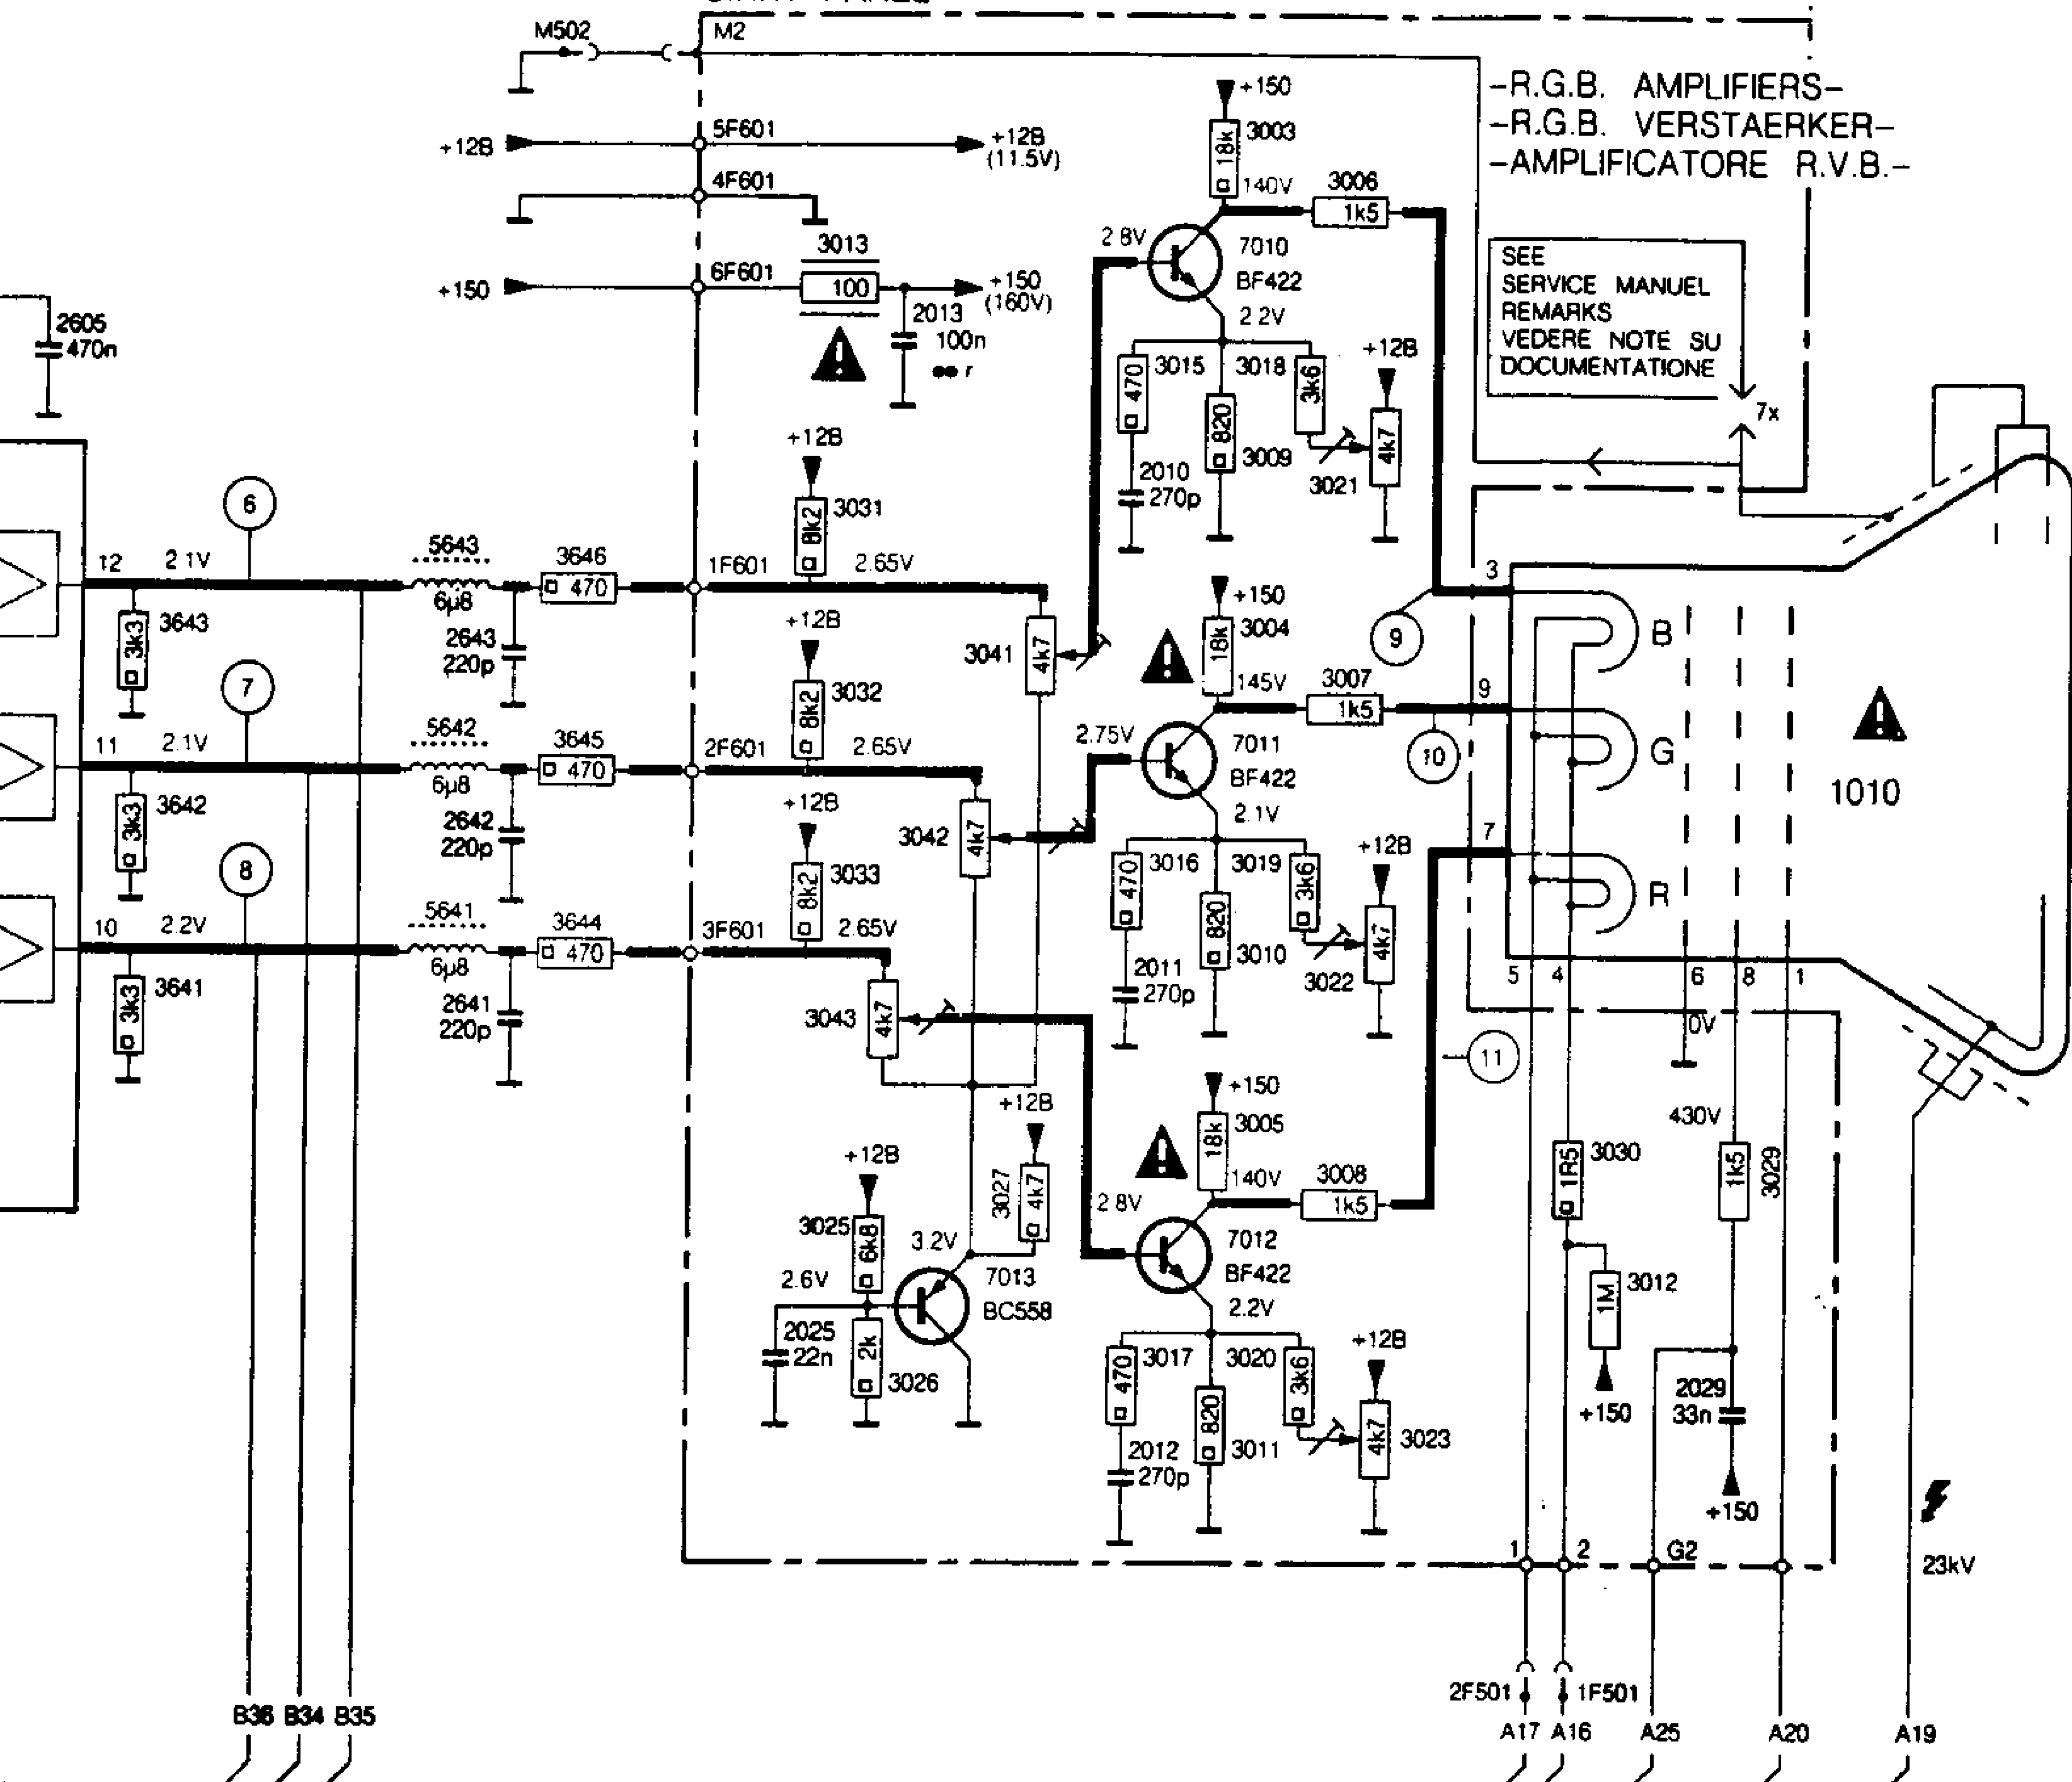 M502
M2
-R.G.B. AMPLIFIERS-
-R.G.B. VERSTAERKER-
-AMPLIFICATORE R.V.B.-
+12B
5F601
+12B
(11.5V)
4F601
3013
+150
6F601
100
+150
(160V)
2013
100n
r
2605
470n
+150
3003
18k
140V
3006
1k5
2.8V
7010
BF422
2.2V
SEE
SERVICE MANUEL
REMARKS
VEDERE NOTE SU
DOCUMENTATIONE
7x
470
3015
3018
3k6
+12B
820
3009
4k7
2010
270p
3021
6
12
2.1V
5643
6µ8
3646
470
1F601
+12B
8k2
3031
2.65V
3643
3k3
2643
220p
3041
4k7
+150
3004
18k
145V
3007
1k5
3
9
B
9
7
11
2.1V
5642
6µ8
3645
470
2F601
+12B
8k2
3032
2.65V
3642
3k3
2642
220p
3042
4k7
2.75V
7011
BF422
2.1V
10
G
1010
470
3016
3019
3k6
+12B
820
3010
4k7
2011
270p
3022
7
R
8
10
2.2V
5641
6µ8
3644
470
3F601
+12B
8k2
3033
2.65V
3641
3k3
2641
220p
3043
4k7
5
4
6
8
1
0V
11
+150
3005
18k
140V
3008
1k5
430V
1R5
3030
1k5
3029
+12B
3025
6k8
+12B
3027
4k7
3.2V
2.6V
7013
BC558
2025
22n
2k
3026
2.8V
7012
BF422
2.2V
470
3017
3020
3k6
+12B
820
3011
4k7
3023
2012
270p
1M
3012
+150
2029
33n
+150
1
2
G2
23kV
2F501
1F501
B36
B34
B35
A17
A16
A25
A20
A19